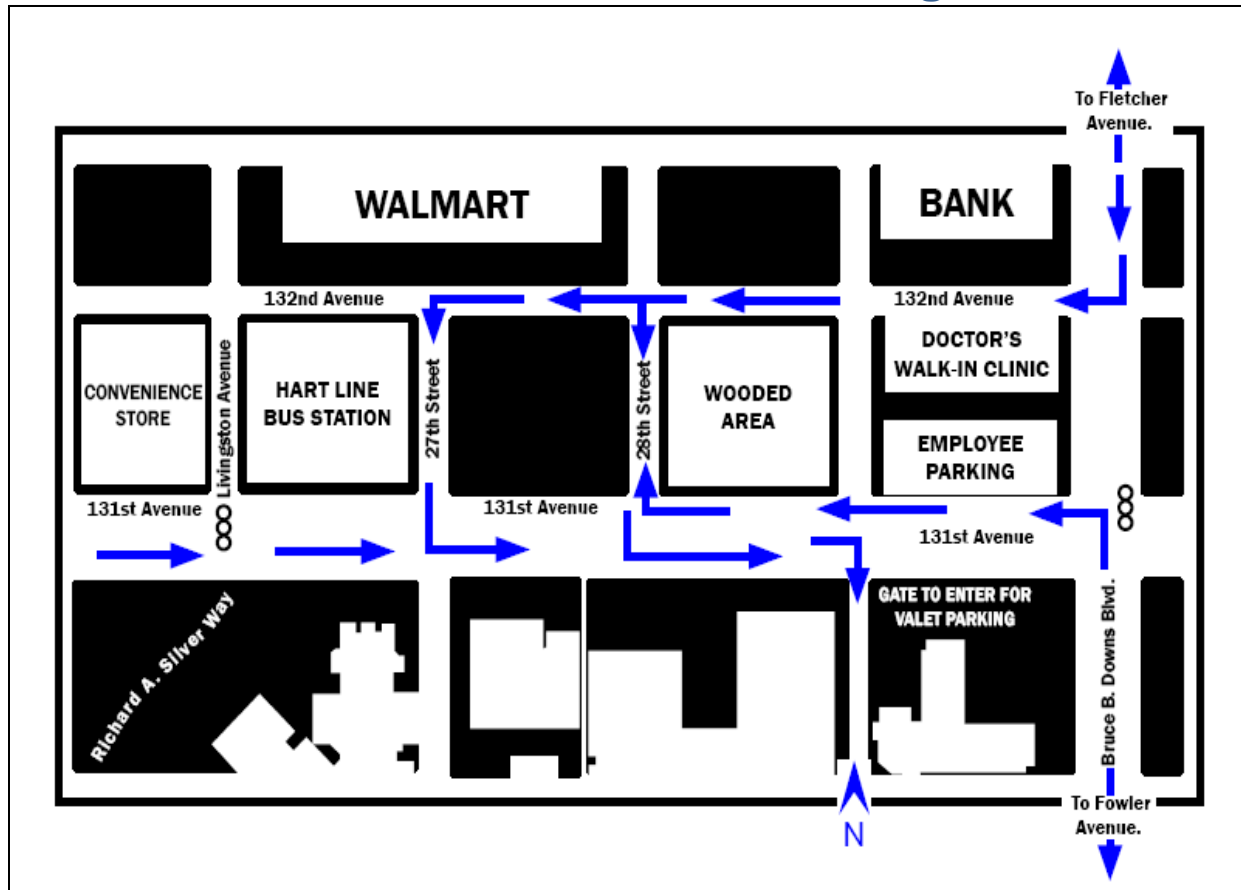 To Fletcher
Avenue.
WALMART
BANK
132nd Avenue
132nd Avenue
CONVENIENCE
STORE
Livingston Avenue
HART LINE
BUS STATION
27th Street
28th Street
WOODED
AREA
DOCTOR'S
WALK-IN CLINIC
EMPLOYEE
PARKING
131st Avenue
131st Avenue
131st Avenue
Richard A. Silver Way
GATE TO ENTER FOR
VALET PARKING
Bruce B. Downs Blvd.
To Fowler
Avenue.
N